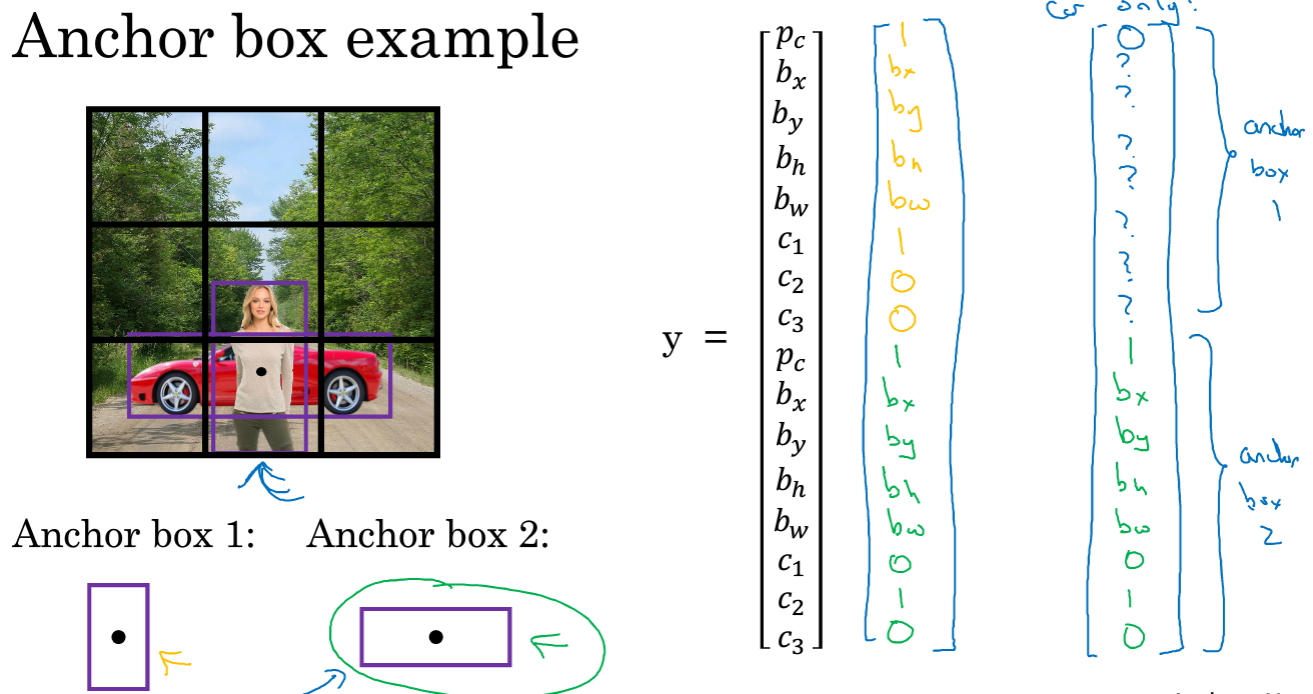 Anchor box example
Anchor box 1:
Anchor box 2:
y =
p_c
b_x
b_y
b_h
b_w
c_1
c_2
c_3
p_c
b_x
b_y
b_h
b_w
c_1
c_2
c_3
1
bx
by
bh
bw
1
0
0
1
bx
by
bh
bw
0
1
0
car only?
0
?
?
?
?
?
?
?
1
bx
by
bh
bw
0
1
0
anchor
box
1
anchor
box
2